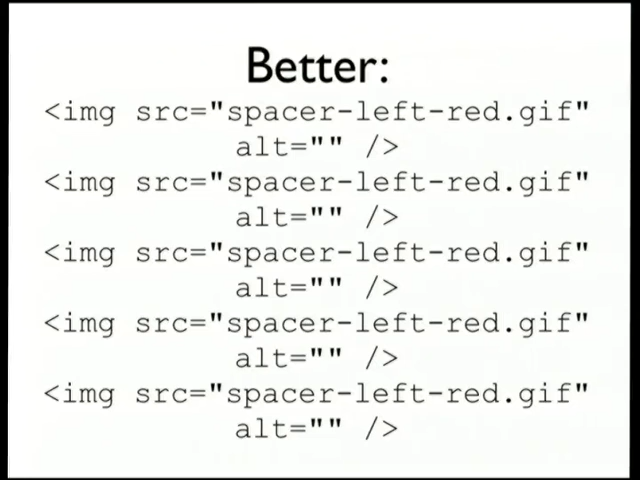 Better:
<img src="spacer-left-red.gif"
alt="" />
<img src="spacer-left-red.gif"
alt="" />
<img src="spacer-left-red.gif"
alt="" />
<img src="spacer-left-red.gif"
alt="" />
<img src="spacer-left-red.gif"
alt="" />